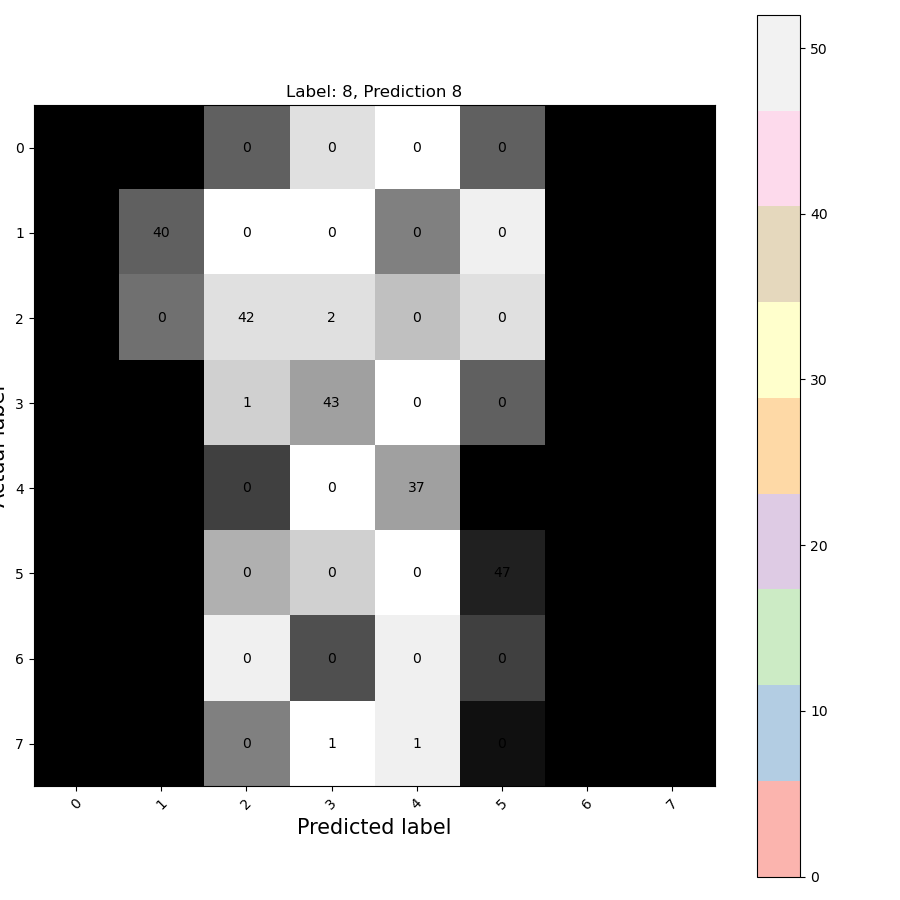 Label: 8, Prediction 8
0 0 0 0 0
1 40 0 0 0 0
2 0 42 2 0 0
3 1 43 0 0
4 0 0 37
5 0 0 0 47
6 0 0 0 0
7 0 1 1 0
0 1 2 3 4 5 6 7
Predicted label
Actual label
50
40
30
20
10
0